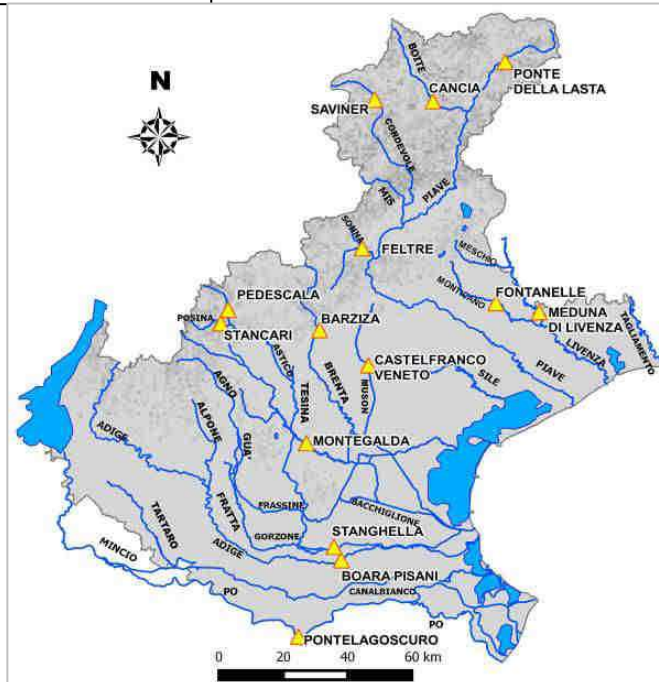 BOITE
PONTE
DELLA LASTA
N
CANCIA
SAVINER
CORDEVOLE
MIS
PIAVE
SONNA
FELTRE
MESCHIO
MONTICANO
FONTANELLE
PEDESCALA
POSINA
STANCARI
BARZIZA
MEDUNA
DI LIVENZA
TAGLIAMENTO
LIVENZA
ASTICO
CASTELFRANCO
VENETO
PIAVE
AGNO
TESINA
BRENTA
MUSON
SILE
ALPONE
GUA'
ADIGE
MONTEGALDA
FRASSINE
BACCHIGLIONE
FRATTA
TARTARO
GORZONE
STANGHELLA
MINCIO
ADIGE
BOARA PISANI
PO
CANALBIANCO
PO
PONTELAGOSCURO
0 20 40 60 km